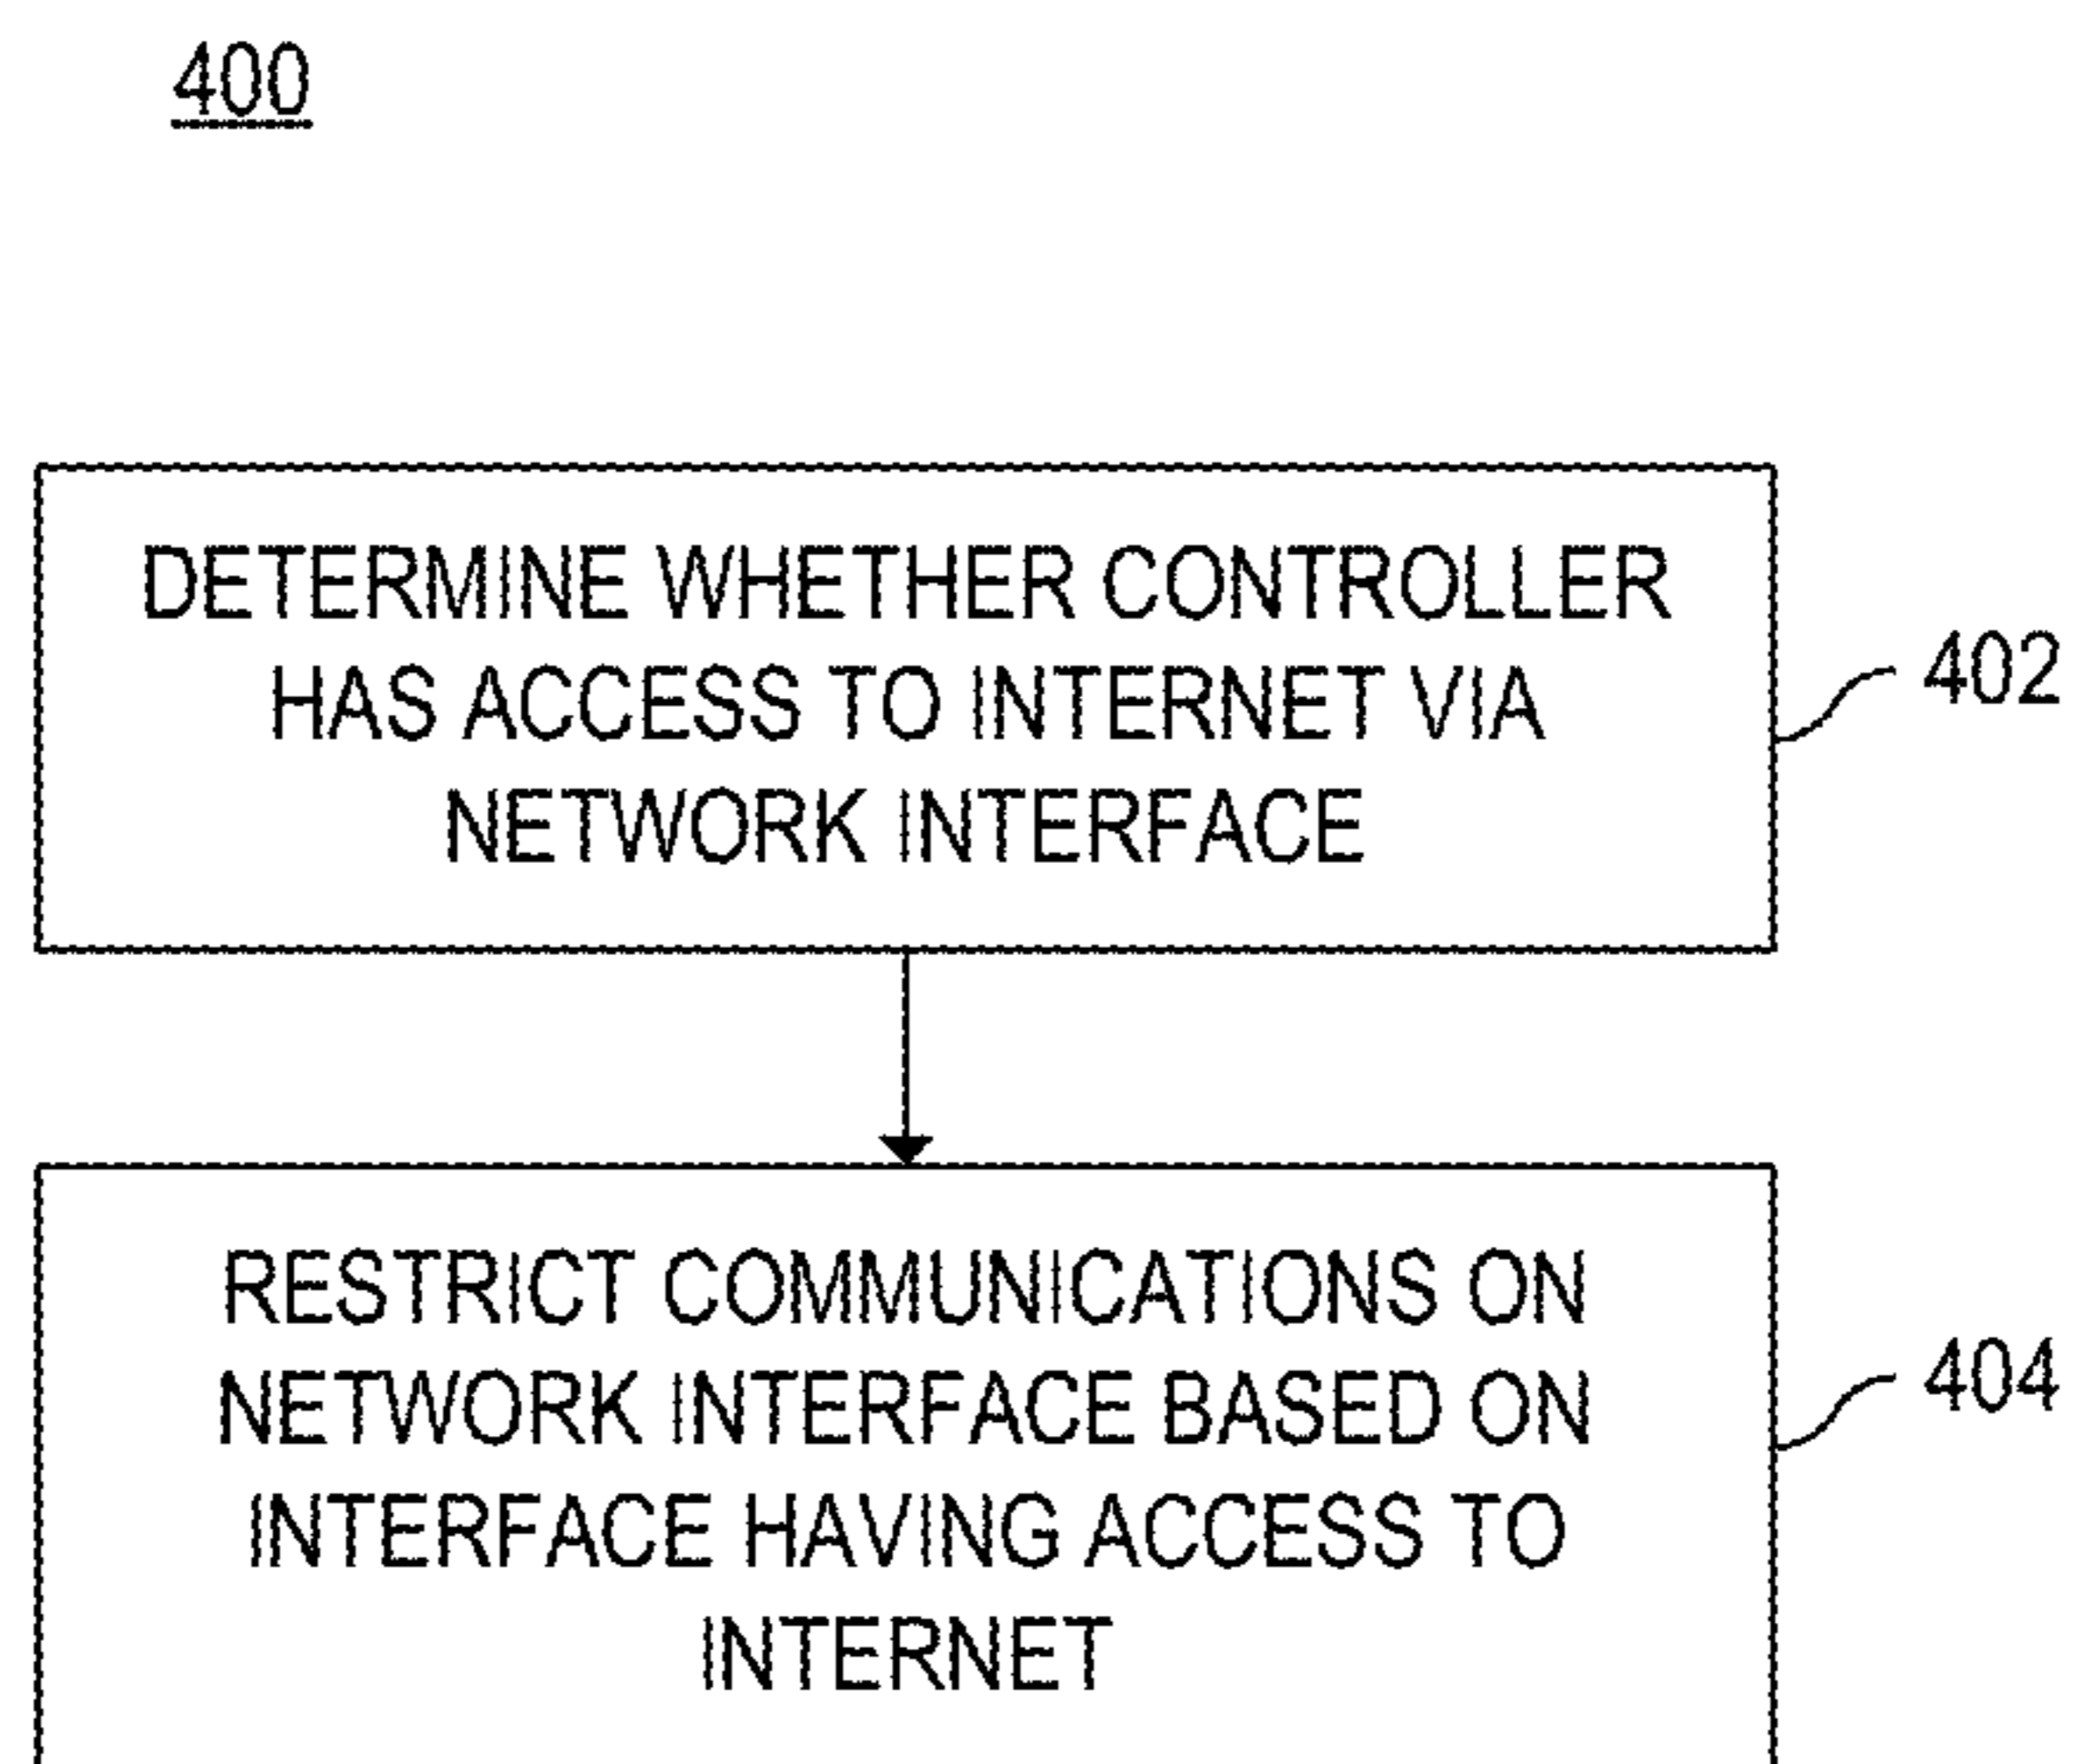 400
DETERMINE WHETHER CONTROLLER
HAS ACCESS TO INTERNET VIA
NETWORK INTERFACE
402
RESTRICT COMMUNICATIONS ON
NETWORK INTERFACE BASED ON
INTERFACE HAVING ACCESS TO
INTERNET
404